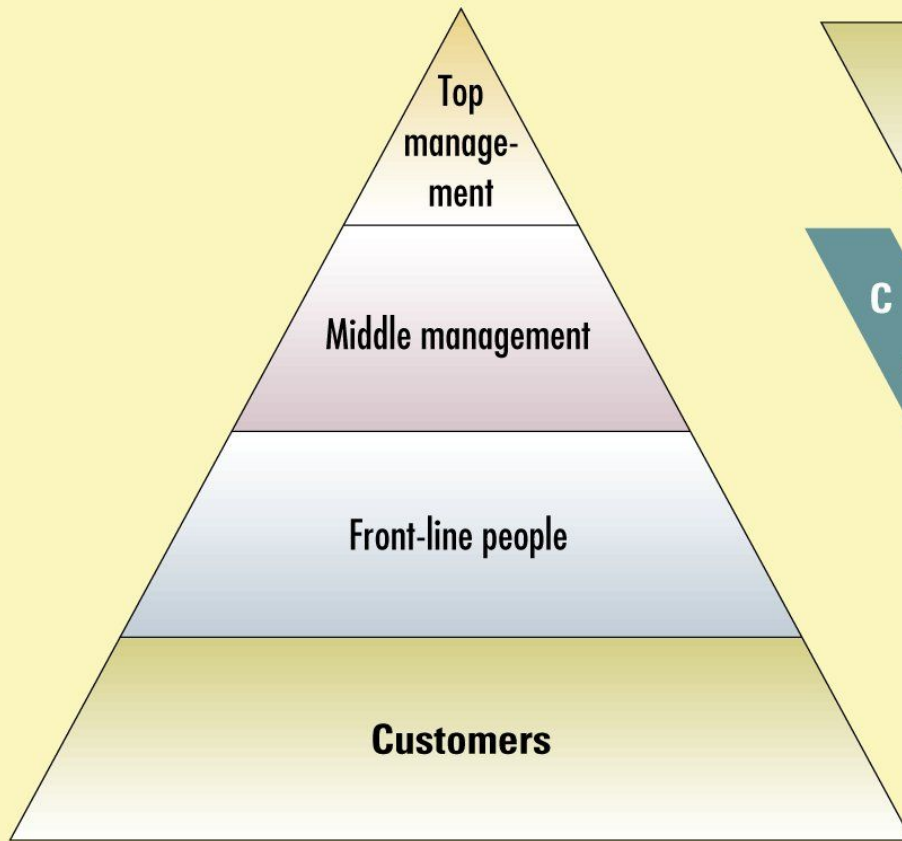 Top
manage-
ment
Middle management
C
Front-line people
Customers